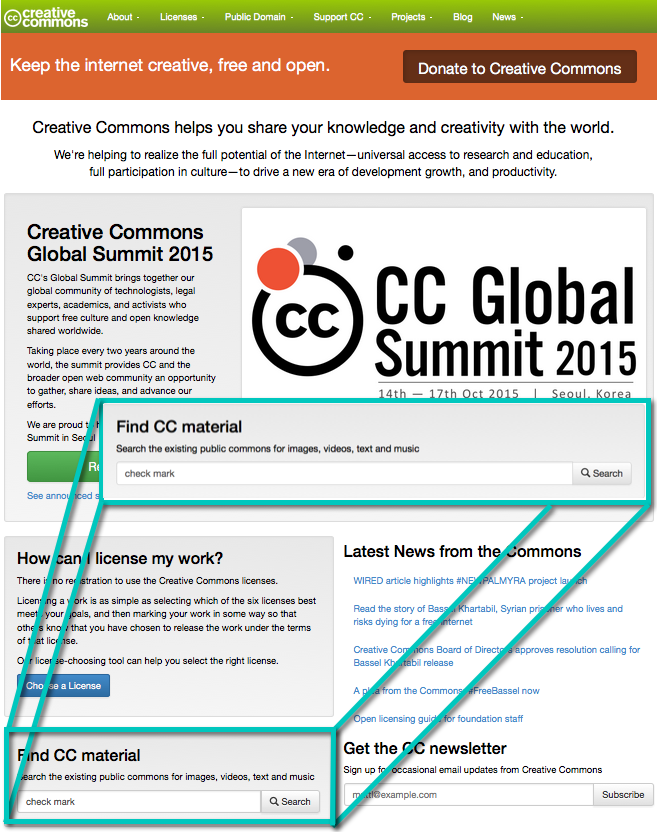 creative commons
About
Licenses
Public Domain
Support CC
Projects
Blog
News
Keep the internet creative, free and open.
Donate to Creative Commons
Creative Commons helps you share your knowledge and creativity with the world.
We're helping to realize the full potential of the Internet—universal access to research and education,
full participation in culture—to drive a new era of development growth, and productivity.
Creative Commons
Global Summit 2015
CC's Global Summit brings together our
global community of technologists, legal
experts, academics, and activists who
support free culture and open knowledge
shared worldwide.
Taking place every two years around the
world, the summit provides CC and the
broader open web community an opportunity
to gather, share ideas, and advance our
efforts.
We are proud to
Summit in Seoul
See announced
cc
CC Global
Summit 2015
14th — 17th Oct 2015 | Seoul, Korea
Find CC material
Search the existing public commons for images, videos, text and music
check mark
Search
How can I license my work?
There is no registration to use the Creative Commons licenses.
Licensing a work is as simple as selecting which of the six licenses best
meets your goals, and then marking your work in some way so that
others know that you have chosen to release the work under the terms
of that license.
Our license-choosing tool can help you select the right license.
Choose a License
Latest News from the Commons
WIRED article highlights #NEWPALMYRA project launch
Read the story of Bassel Khartabil, Syrian prisoner who lives and
risks dying for a free internet
Creative Commons Board of Directors approves resolution calling for
Bassel Khartabil release
A plea from the Commons: #FreeBassel now
Open licensing guide for foundation staff
Find CC material
Search the existing public commons for images, videos, text and music
check mark
Search
Get the CC newsletter
Sign up for occasional email updates from Creative Commons
mattl@example.com
Subscribe